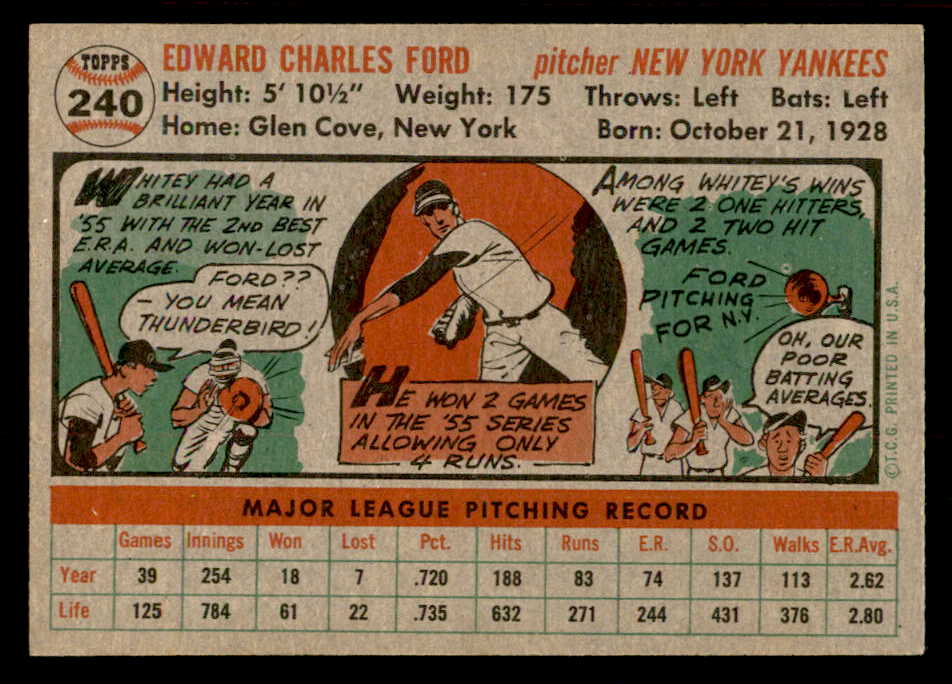 TOPPS
240
EDWARD CHARLES FORD pitcher NEW YORK YANKEES
Height: 5' 10½" Weight: 175 Throws: Left Bats: Left
Home: Glen Cove, New York Born: October 21, 1928
WHITEY HAD A
BRILLIANT YEAR IN
'55 WITH THE 2ND BEST
E.R.A. AND WON-LOST
AVERAGE.
FORD??
- YOU MEAN
THUNDERBIRD!
HE WON 2 GAMES
IN THE '55 SERIES
ALLOWING ONLY
4 RUNS.
AMONG WHITEY'S WINS
WERE 2 ONE HITTERS,
AND 2 TWO HIT
GAMES.
FORD
PITCHING
FOR N.Y.
OH, OUR
POOR
BATTING
AVERAGES.
©T.C.G. PRINTED IN U.S.A.
MAJOR LEAGUE PITCHING RECORD
Games Innings Won Lost Pct. Hits Runs E.R. S.O. Walks E.R.Avg.
Year 39 254 18 7 .720 188 83 74 137 113 2.62
Life 125 784 61 22 .735 632 271 244 431 376 2.80